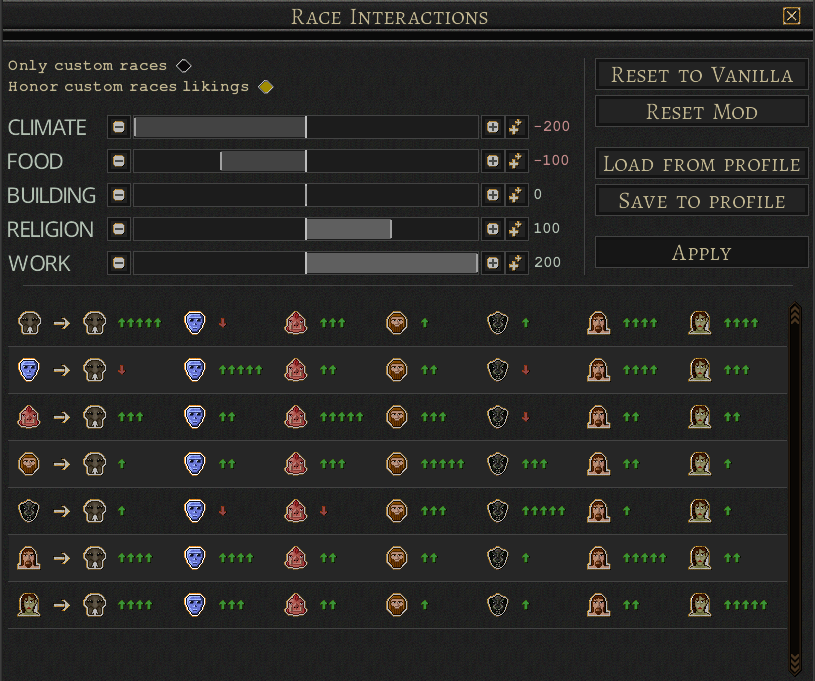 Race Interactions
Only custom races
Honor custom races likings
CLIMATE -200
FOOD -100
BUILDING 0
RELIGION 100
WORK 200
Reset to Vanilla
Reset Mod
Load from profile
Save to profile
Apply